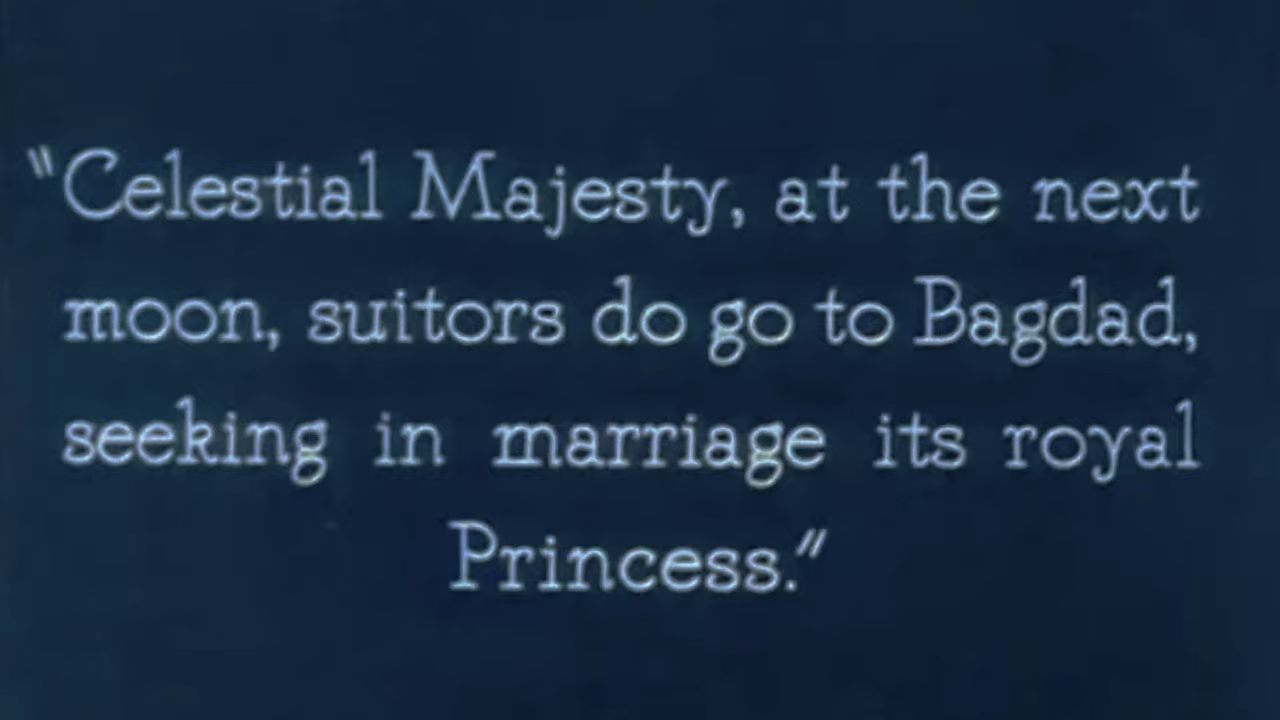 "Celestial Majesty, at the next
moon, suitors do go to Bagdad,
seeking in marriage its royal
Princess."